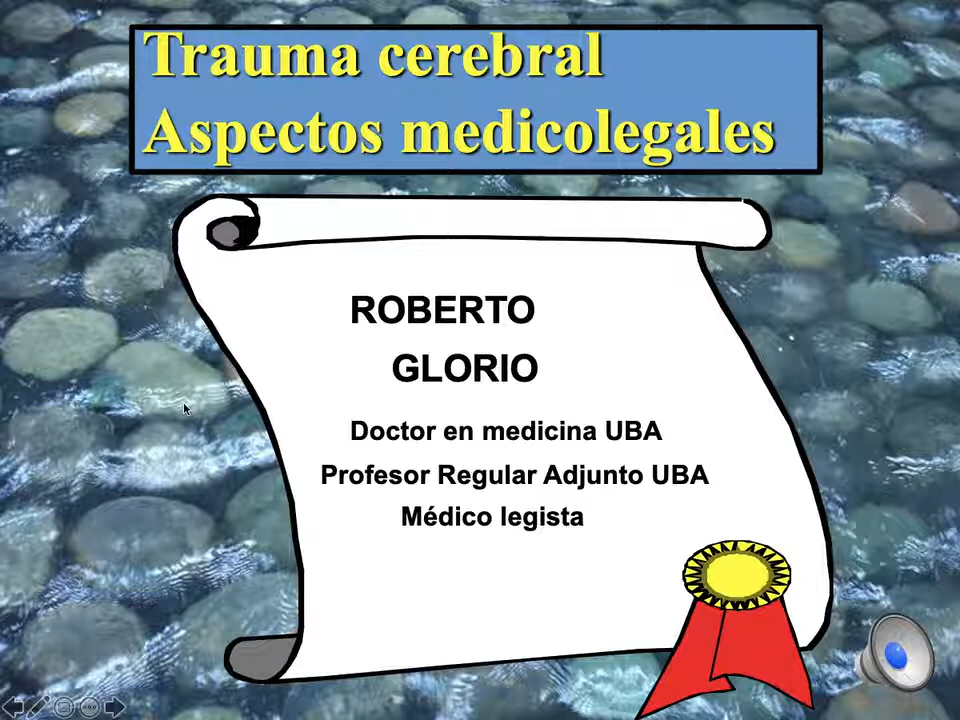 Trauma cerebral
Aspectos medicolegales
ROBERTO
GLORIO
Doctor en medicina UBA
Profesor Regular Adjunto UBA
Médico legista